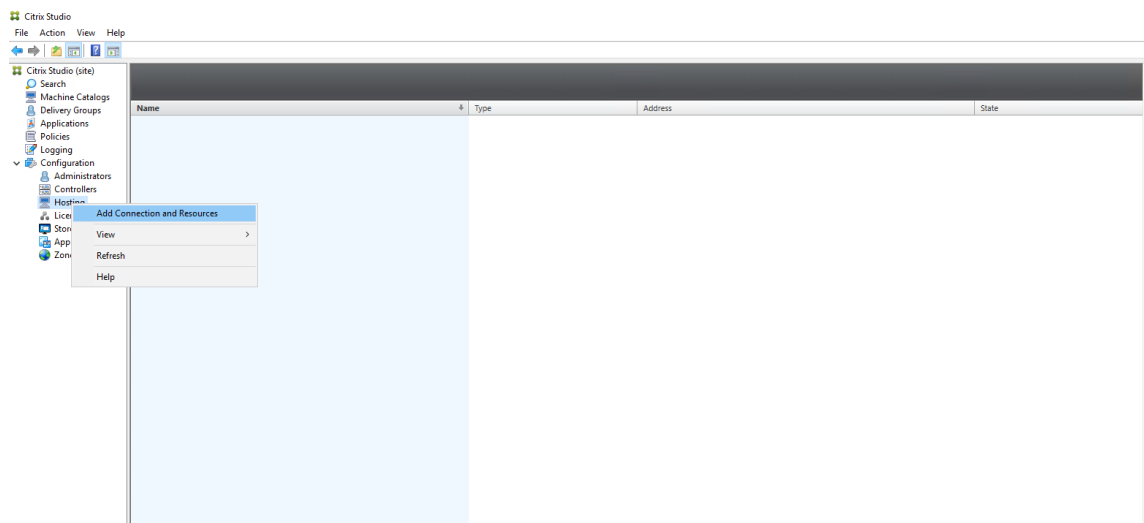 Citrix Studio
File Action View Help
Citrix Studio (site)
Search
Machine Catalogs
Delivery Groups
Applications
Policies
Logging
Configuration
Administrators
Controllers
Hosting
Add Connection and Resources
View
Refresh
Help
Name Type Address State